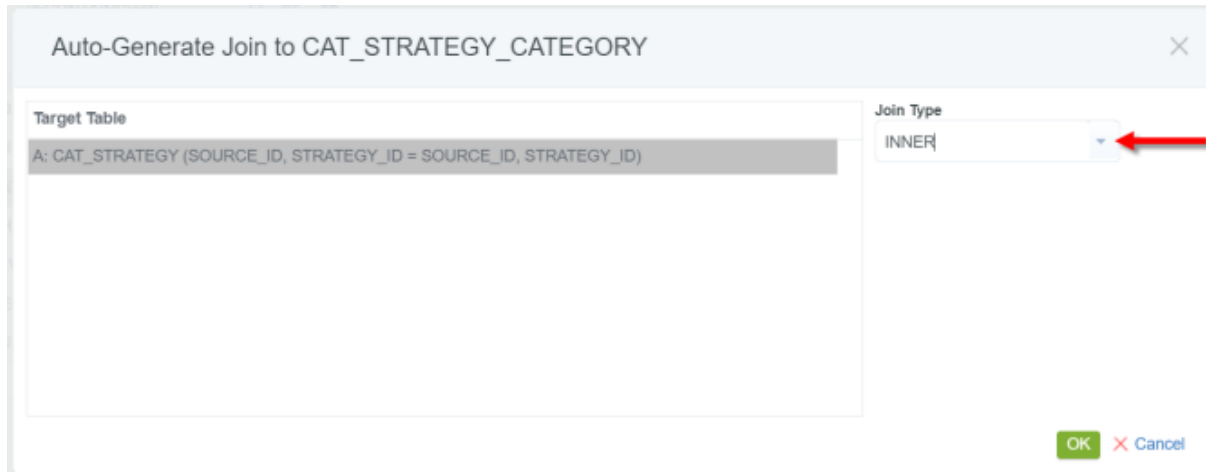 Auto-Generate Join to CAT_STRATEGY_CATEGORY
Target Table
Join Type
INNER
A: CAT_STRATEGY (SOURCE_ID, STRATEGY_ID = SOURCE_ID, STRATEGY_ID)
OK
Cancel